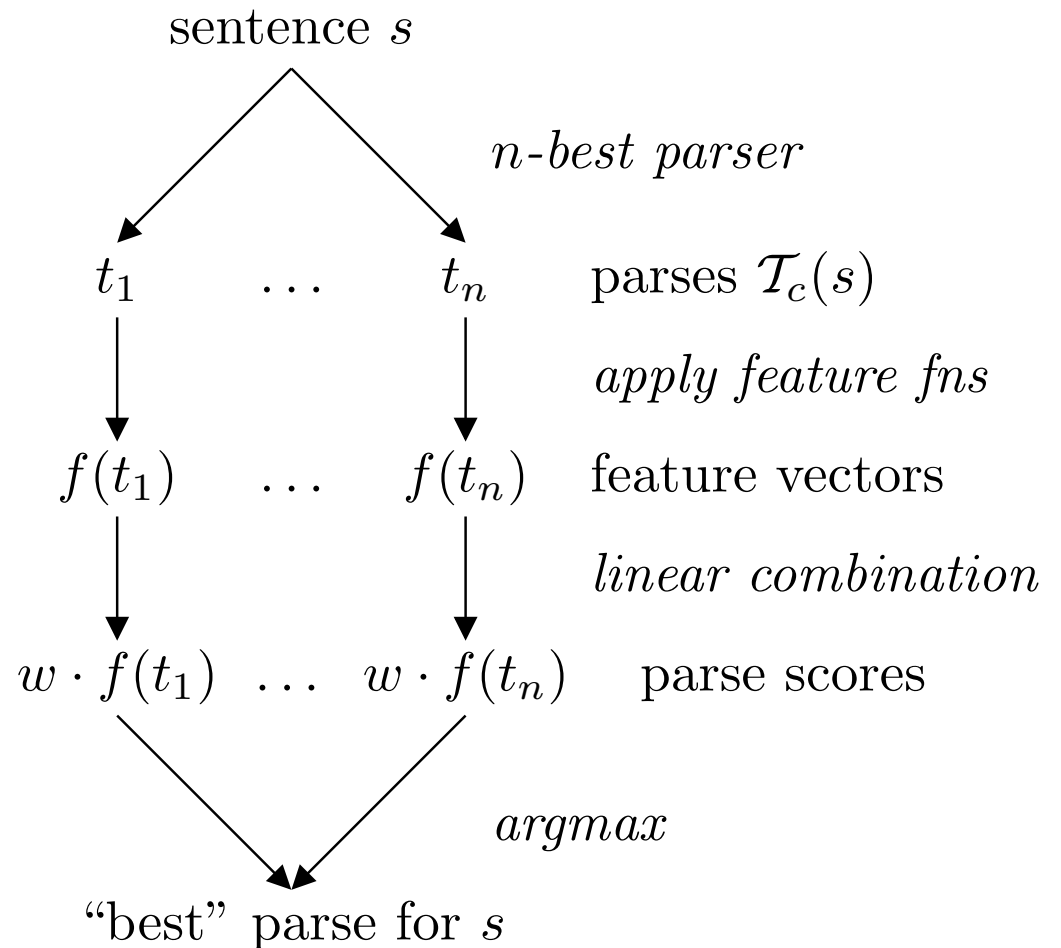 sentence s
n-best parser
t₁ ... tₙ parses 𝒯c(s)
apply feature fns
f(t₁) ... f(tₙ) feature vectors
linear combination
w · f(t₁) ... w · f(tₙ) parse scores
argmax
“best” parse for s